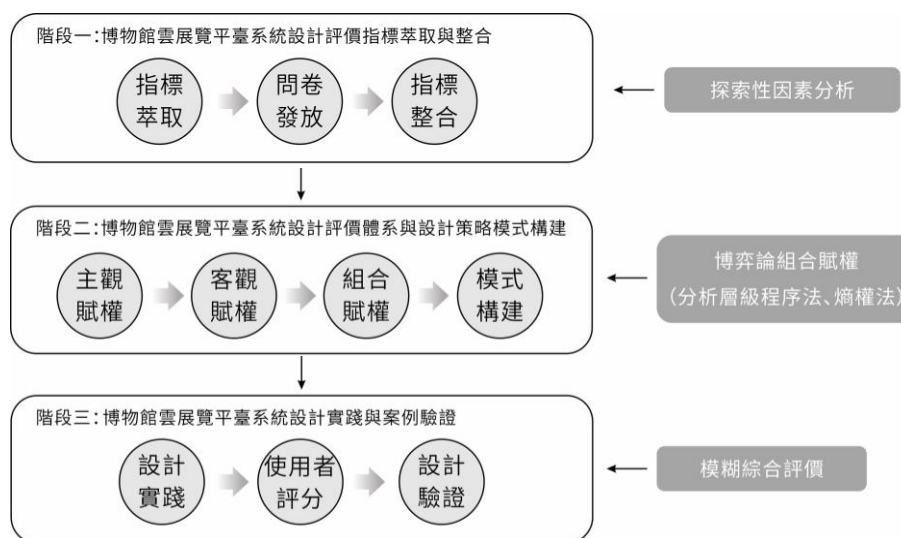 階段一：博物館雲展覽平臺系統設計評價指標萃取與整合
指標
萃取
問卷
發放
指標
整合
探索性因素分析
階段二：博物館雲展覽平臺系統設計評價體系與設計策略模式構建
主觀
賦權
客觀
賦權
組合
賦權
模式
構建
博弈論組合賦權
（分析層級程序法、熵權法）
階段三：博物館雲展覽平臺系統設計實踐與案例驗證
設計
實踐
使用者
評分
設計
驗證
模糊綜合評價